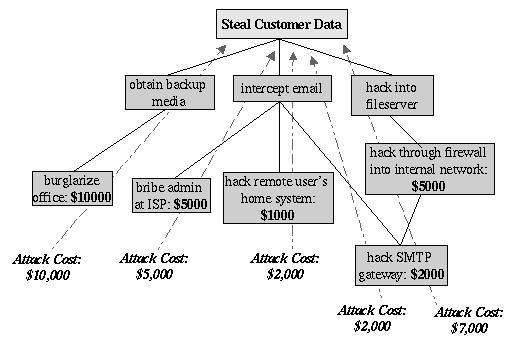 Steal Customer Data
obtain backup
media
intercept email
hack into
fileserver
burglarize
office: $10000
bribe admin
at ISP: $5000
hack remote user's
home system:
$1000
hack through firewall
into internal network:
$5000
hack SMTP
gateway: $2000
Attack Cost:
$10,000
Attack Cost:
$5,000
Attack Cost:
$2,000
Attack Cost:
$2,000
Attack Cost:
$7,000